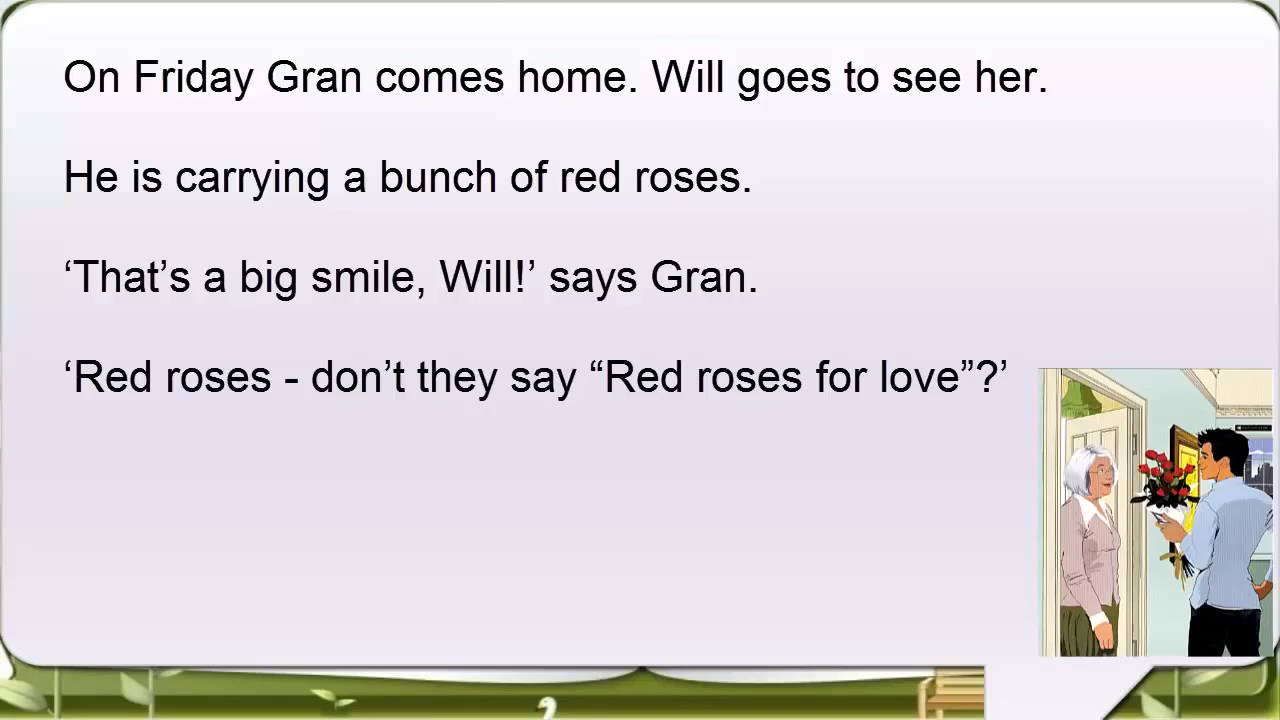 On Friday Gran comes home. Will goes to see her.
He is carrying a bunch of red roses.
‘That’s a big smile, Will!’ says Gran.
‘Red roses - don’t they say “Red roses for love”?’